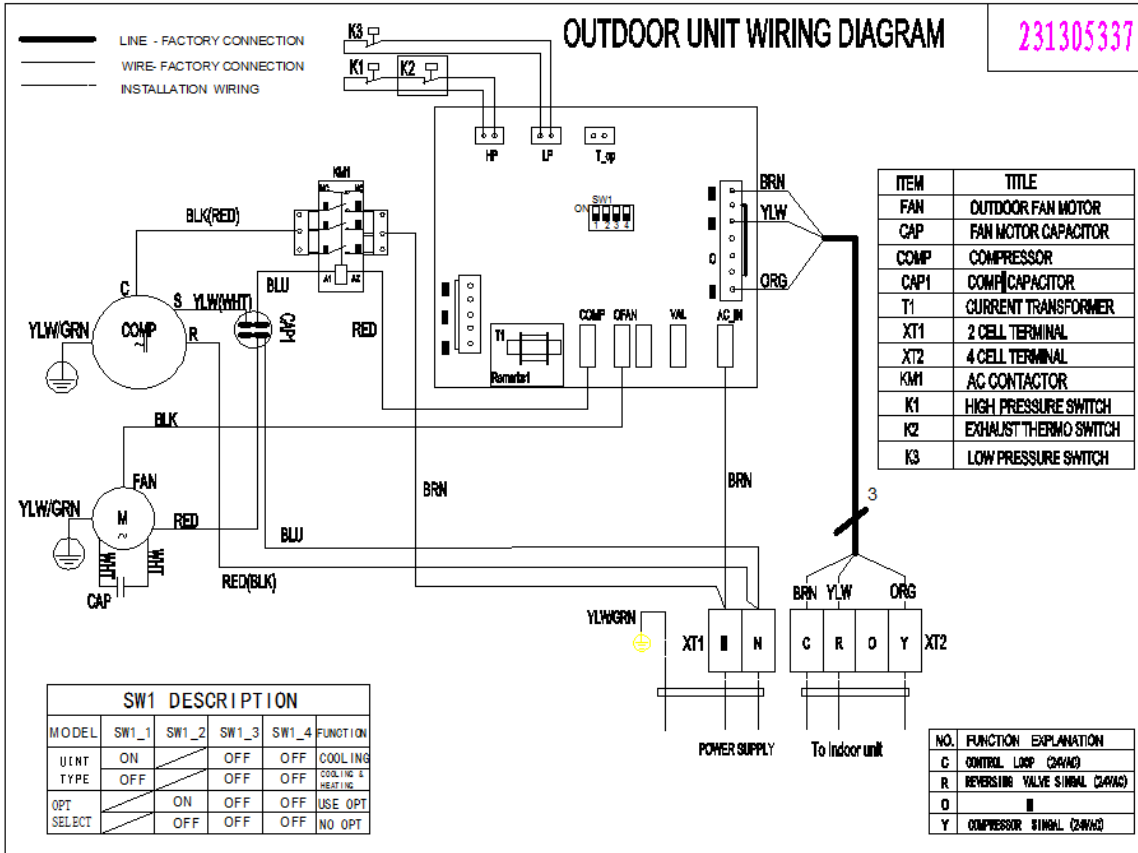 OUTDOOR UNIT WIRING DIAGRAM
231305337
LINE - FACTORY CONNECTION
WIRE- FACTORY CONNECTION
INSTALLATION WIRING
K3
K1 K2
HP LP T_op
KM1
A1 A2
SW1
ON
1 2 3 4
BRN
YLW
O
ORG
BLK(RED)
BLU
RED
C
S YLW(WHT)
R
COMP
CAP1
YLW/GRN
T1
Remarks1
COMP OFAN VAL AC_IN
BLK
FAN
YLW/GRN
M
RED
WHT WHT
CAP
BRN
BRN
BLU
RED(BLK)
3
BRN YLW ORG
YLW/GRN
XT1 N
C R O Y XT2
POWER SUPPLY
To Indoor unit
ITEM TITLE
FAN OUTDOOR FAN MOTOR
CAP FAN MOTOR CAPACITOR
COMP COMPRESSOR
CAP1 COMP CAPACITOR
T1 CURRENT TRANSFORMER
XT1 2 CELL TERMINAL
XT2 4 CELL TERMINAL
KM1 AC CONTACTOR
K1 HIGH PRESSURE SWITCH
K2 EXHAUST THERMO SWITCH
K3 LOW PRESSURE SWITCH
SW1 DESCRIPTION
MODEL SW1_1 SW1_2 SW1_3 SW1_4 FUNCTION
UINT TYPE ON OFF OFF COOLING
OFF OFF OFF COOLING & HEATING
OPT SELECT ON OFF OFF USE OPT
OFF OFF OFF NO OPT
NO. FUNCTION EXPLANATION
C CONTROL LOOP (24VAC)
R REVERSING VALVE SINGAL (24VAC)
O
Y COMPRESSOR SINGAL (24VAC)